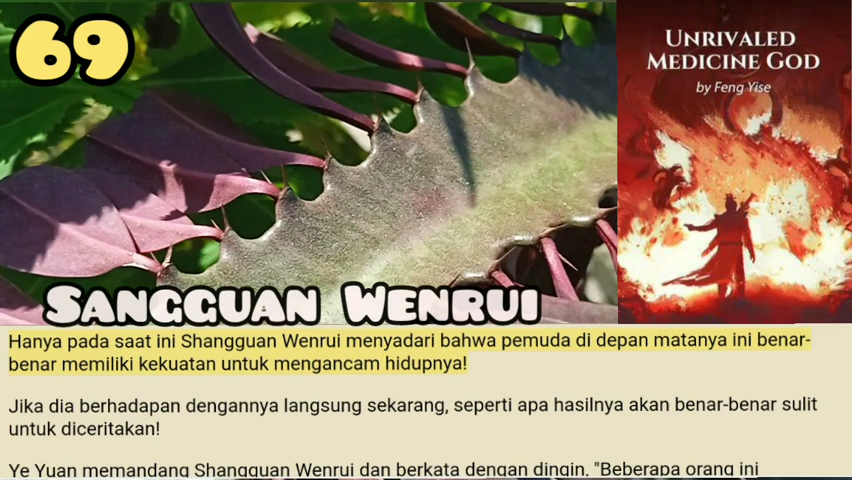 69
UNRIVALED
MEDICINE GOD
by Feng Yise
SANGGUAN WENRUI
Hanya pada saat ini Shangguan Wenrui menyadari bahwa pemuda di depan matanya ini benar-
benar memiliki kekuatan untuk mengancam hidupnya!
Jika dia berhadapan dengannya langsung sekarang, seperti apa hasilnya akan benar-benar sulit
untuk diceritakan!
Ye Yuan memandang Shangguan Wenrui dan berkata dengan dingin, "Beberapa orang ini